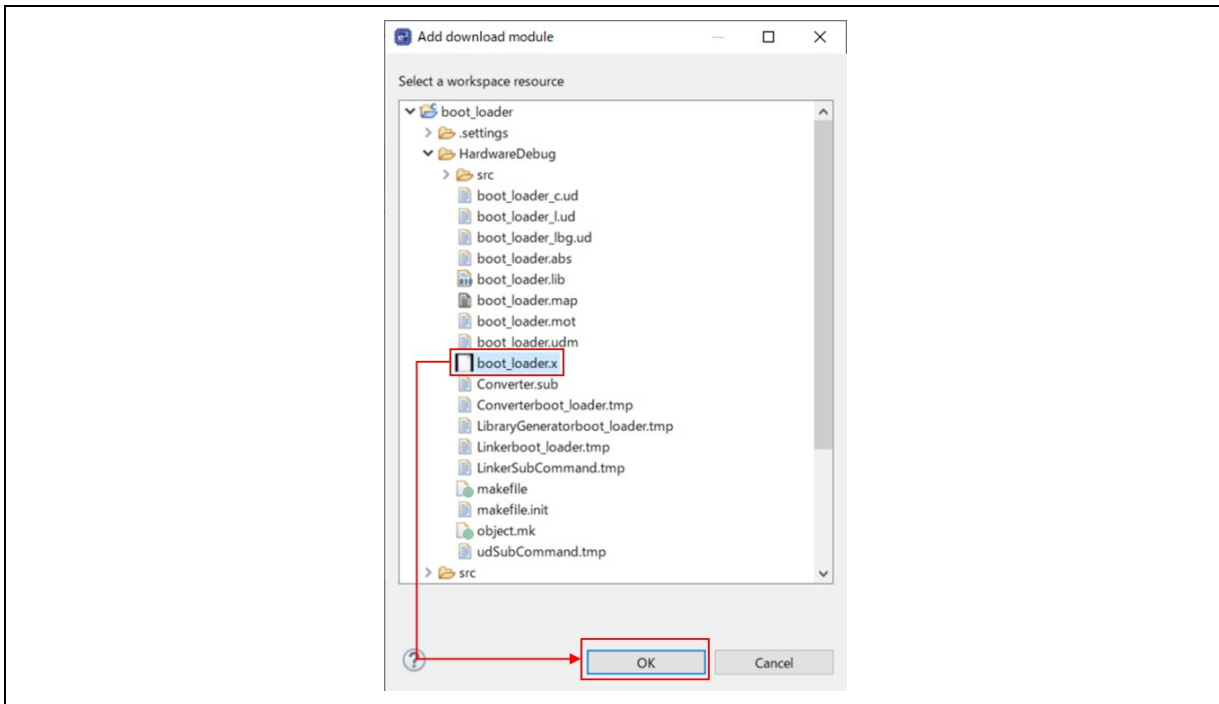 Add download module
Select a workspace resource
boot_loader
.settings
HardwareDebug
src
boot_loader_c.ud
boot_loader_l.ud
boot_loader_lbg.ud
boot_loader.abs
boot_loader.lib
boot_loader.map
boot_loader.mot
boot_loader.udm
boot_loader.x
Converter.sub
Converterboot_loader.tmp
LibraryGeneratorboot_loader.tmp
Linkerboot_loader.tmp
LinkerSubCommand.tmp
makefile
makefile.init
object.mk
udSubCommand.tmp
src
? OK Cancel